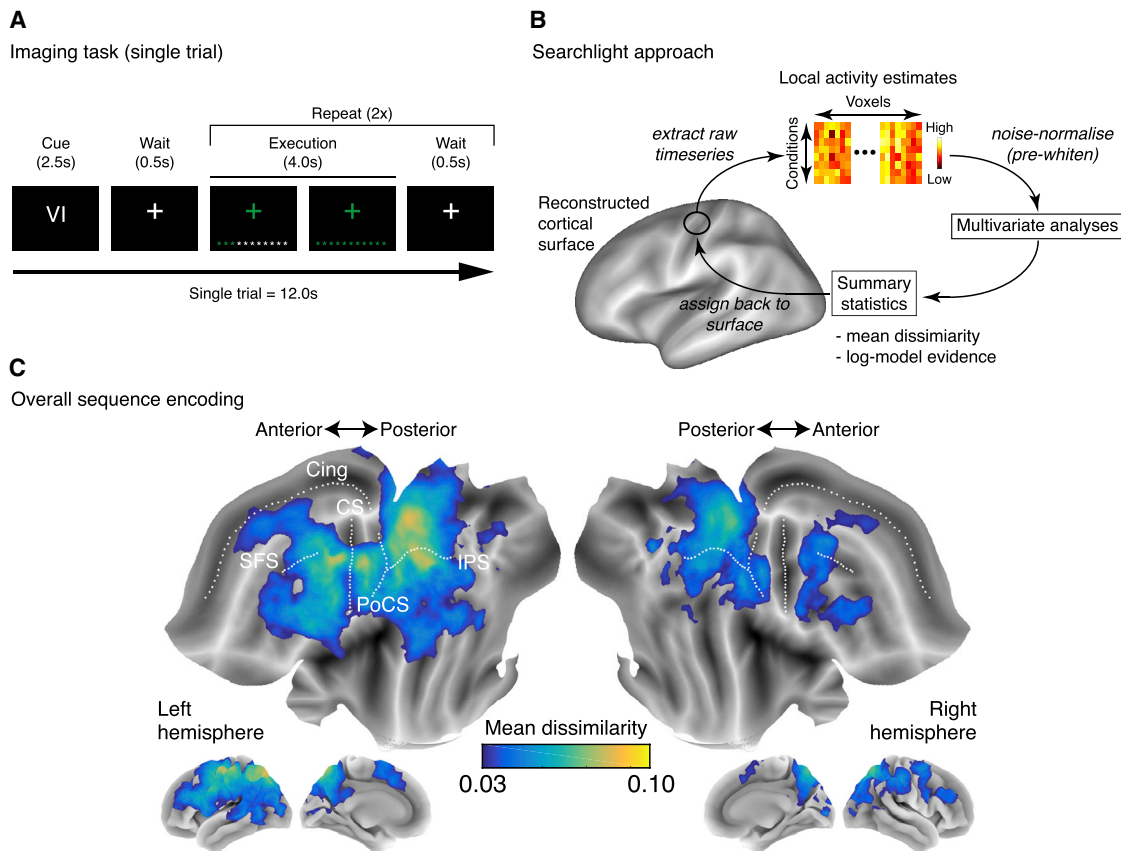 A
Imaging task (single trial)
Repeat (2x)
Cue
(2.5s)
Wait
(0.5s)
Execution
(4.0s)
Wait
(0.5s)
VI
+
+
***********
+
***********
+
Single trial = 12.0s
B
Searchlight approach
Local activity estimates
Voxels
Conditions
High
Low
extract raw
timeseries
noise-normalise
(pre-whiten)
Reconstructed
cortical
surface
Multivariate analyses
Summary
statistics
assign back to
surface
- mean dissimiarity
- log-model evidence
C
Overall sequence encoding
Anterior
Posterior
Posterior
Anterior
Cing
CS
SFS
IPS
PoCS
Left
hemisphere
Mean dissimilarity
0.03
0.10
Right
hemisphere